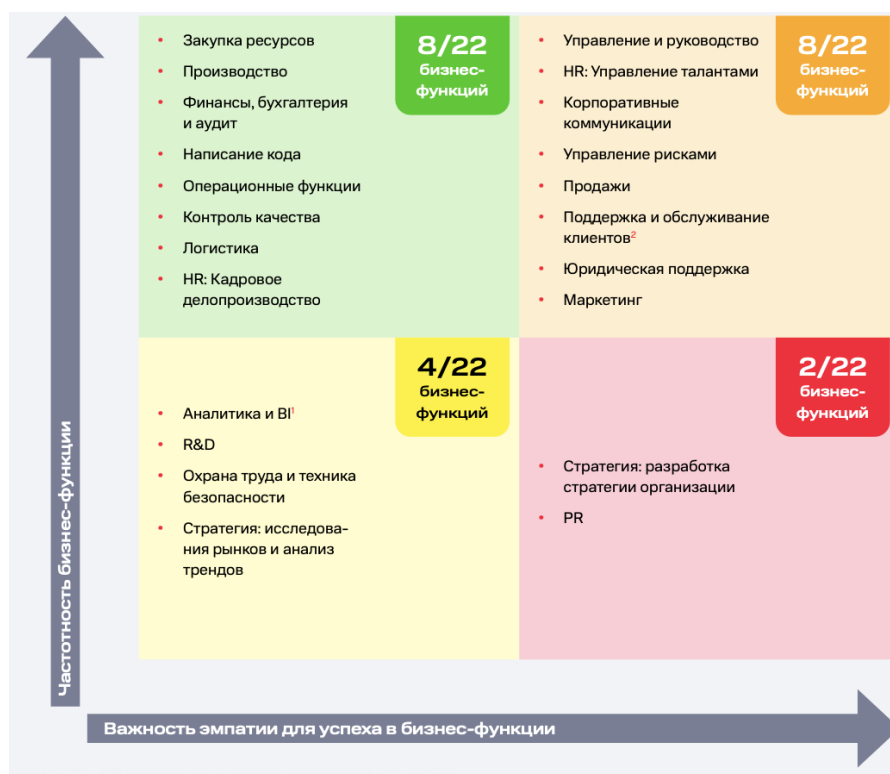 Закупка ресурсов
Производство
Финансы, бухгалтерия
и аудит
Написание кода
Операционные функции
Контроль качества
Логистика
HR: Кадровое
делопроизводство
8/22
бизнес-
функций
Управление и руководство
HR: Управление талантами
Корпоративные
коммуникации
Управление рисками
Продажи
Поддержка и обслуживание
клиентов²
Юридическая поддержка
Маркетинг
8/22
бизнес-
функций
Аналитика и BI¹
R&D
Охрана труда и техника
безопасности
Стратегия: исследова-
ния рынков и анализ
трендов
4/22
бизнес-
функций
Стратегия: разработка
стратегии организации
PR
2/22
бизнес-
функций
Частотность бизнес-функции
Важность эмпатии для успеха в бизнес-функции